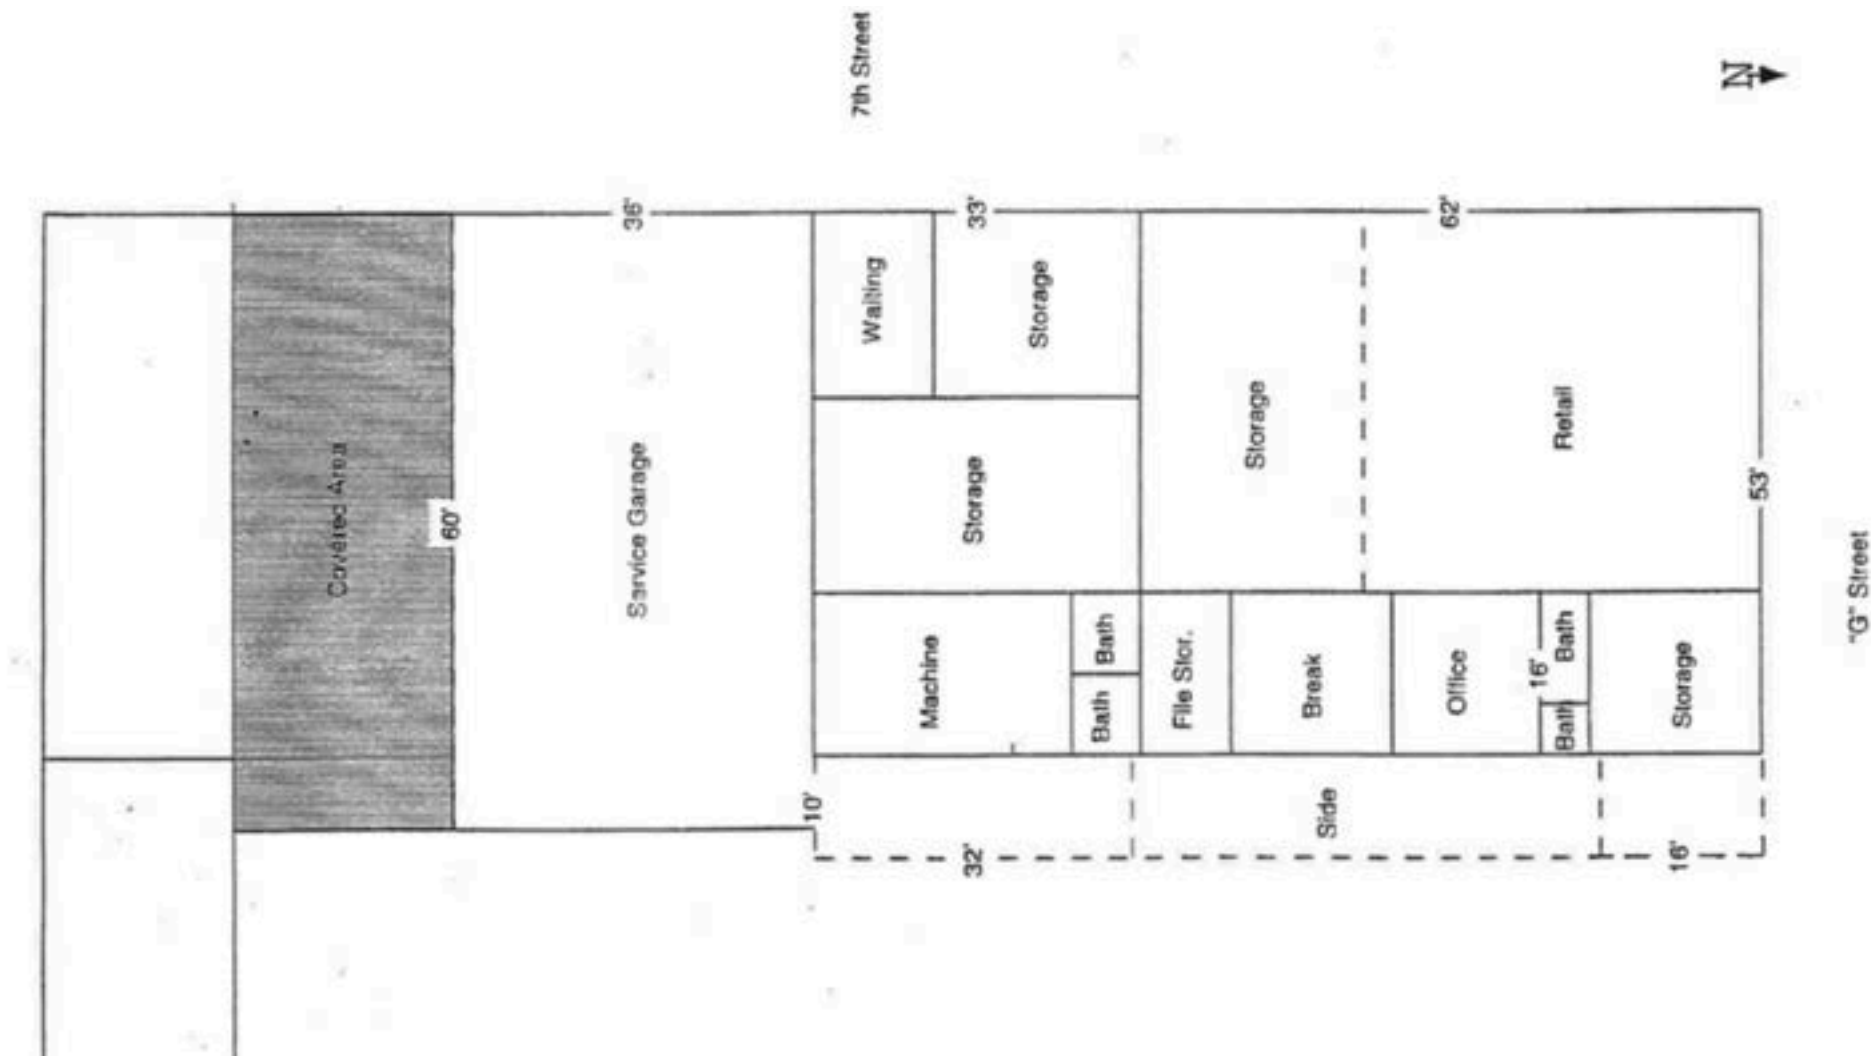 7th Street
N
Covered Area
60'
Service Garage
36'
10'
Waiting
Storage
33'
Storage
Machine
Bath
Bath
32'
Storage
62'
Retail
File Stor.
Break
Office
16'
Bath
Bath
Storage
Side
16'
53'
"G" Street